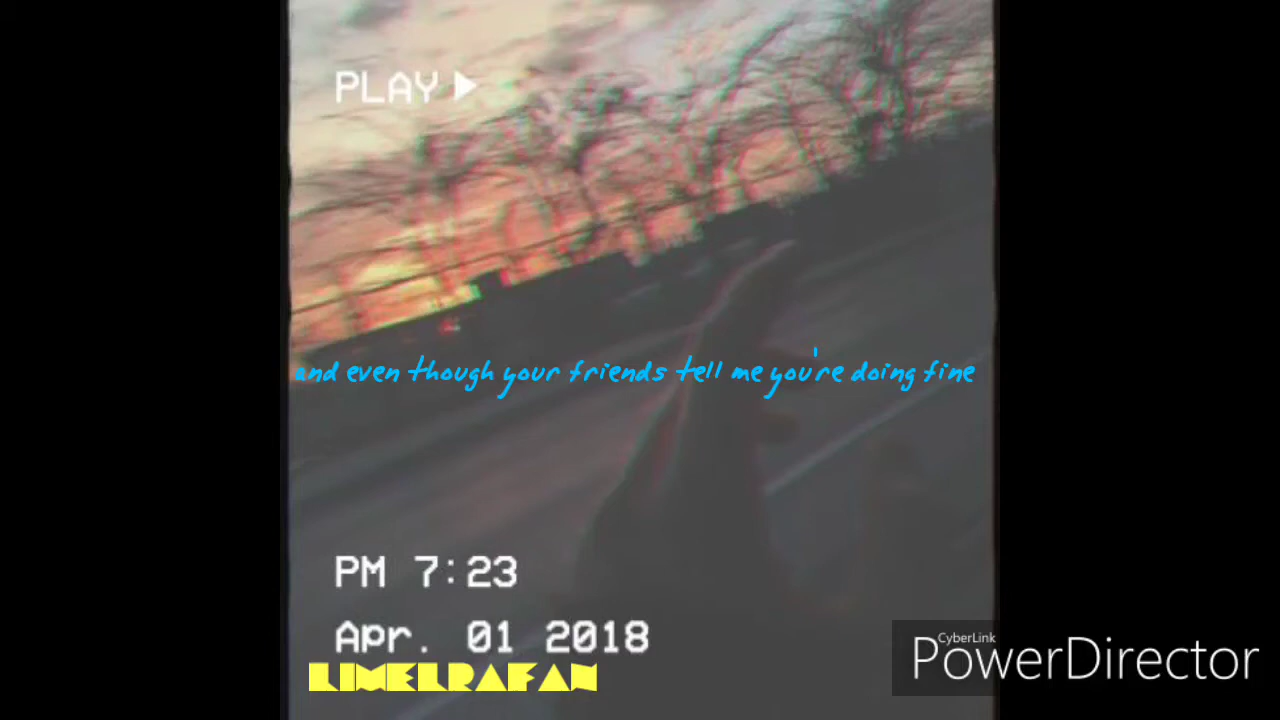 PLAY
and even though your friends tell me you're doing fine
PM 7:23
Apr. 01 2018
LIMELRAFAN
CyberLink
PowerDirector